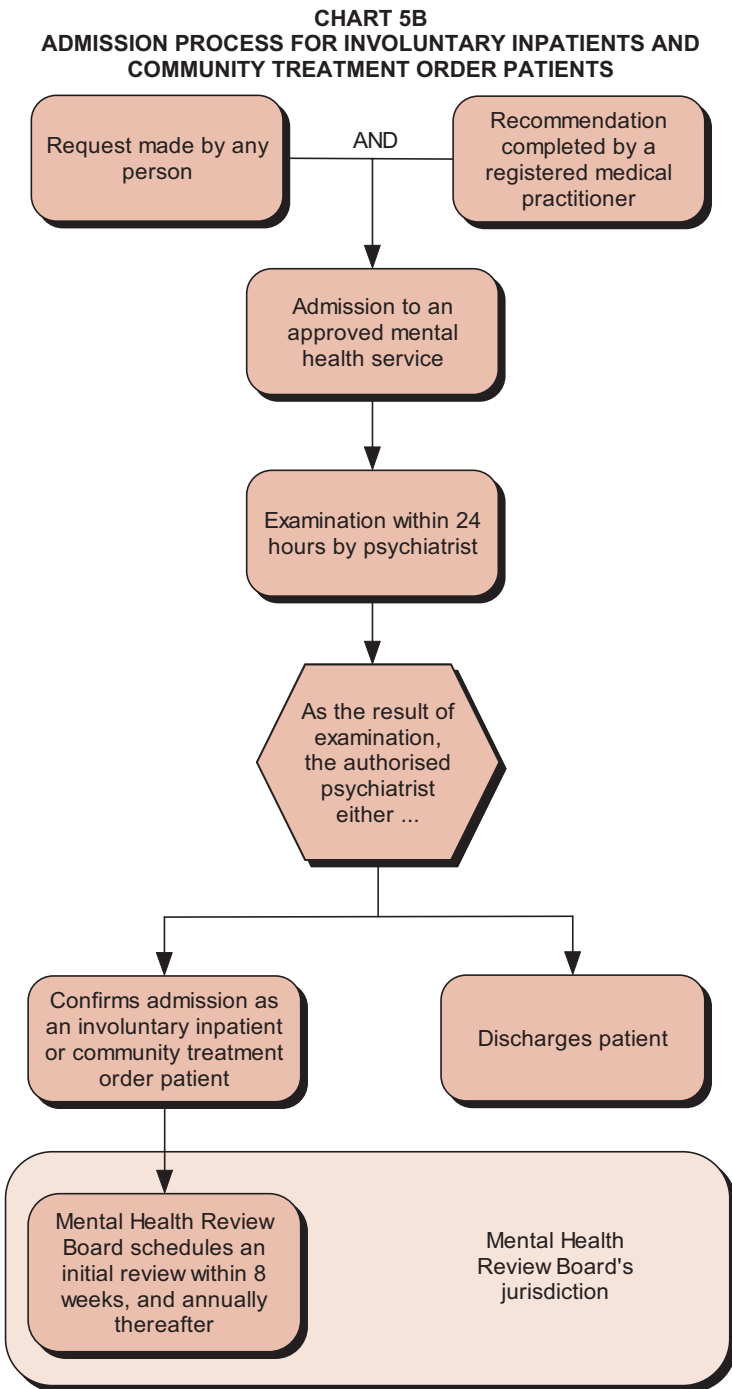 CHART 5B
ADMISSION PROCESS FOR INVOLUNTARY INPATIENTS AND
COMMUNITY TREATMENT ORDER PATIENTS
Request made by any
person
AND
Recommendation
completed by a
registered medical
practitioner
Admission to an
approved mental
health service
Examination within 24
hours by psychiatrist
As the result of
examination,
the authorised
psychiatrist
either ...
Confirms admission as
an involuntary inpatient
or community treatment
order patient
Discharges patient
Mental Health Review
Board schedules an
initial review within 8
weeks, and annually
thereafter
Mental Health
Review Board's
jurisdiction